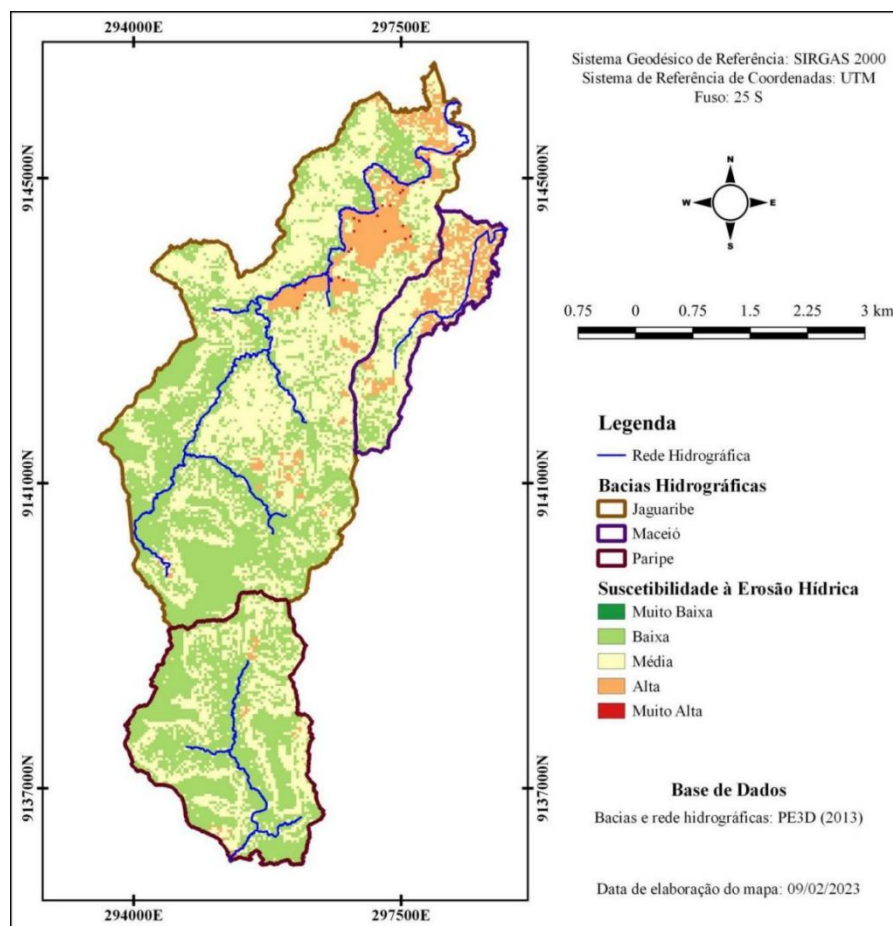 294000E
297500E
9145000N
9145000N
9141000N
9141000N
9137000N
9137000N
294000E
297500E
Sistema Geodésico de Referência: SIRGAS 2000
Sistema de Referência de Coordenadas: UTM
Fuso: 25 S
N
W
E
S
0.75 0 0.75 1.5 2.25 3 km
Legenda
Rede Hidrográfica
Bacias Hidrográficas
Jaguaribe
Maceió
Paripe
Suscetibilidade à Erosão Hídrica
Muito Baixa
Baixa
Média
Alta
Muito Alta
Base de Dados
Bacias e rede hidrográficas: PE3D (2013)
Data de elaboração do mapa: 09/02/2023